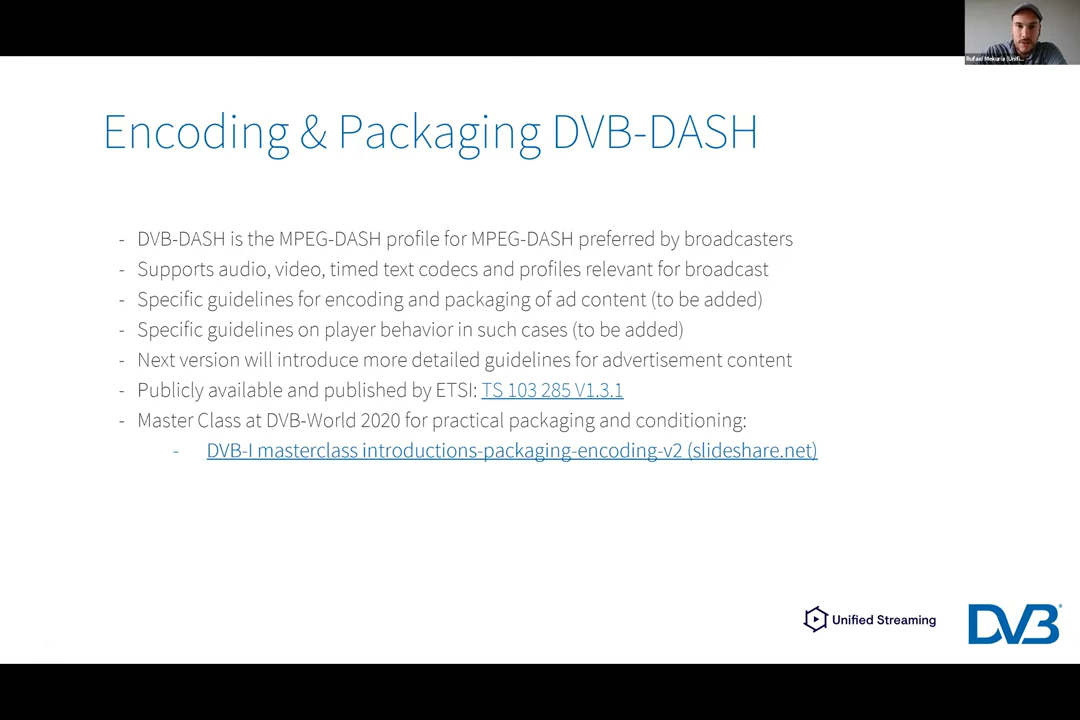 Rufael Mekuria (Unifi...
Encoding & Packaging DVB-DASH
- DVB-DASH is the MPEG-DASH profile for MPEG-DASH preferred by broadcasters
- Supports audio, video, timed text codecs and profiles relevant for broadcast
- Specific guidelines for encoding and packaging of ad content (to be added)
- Specific guidelines on player behavior in such cases (to be added)
- Next version will introduce more detailed guidelines for advertisement content
- Publicly available and published by ETSI: TS 103 285 V1.3.1
- Master Class at DVB-World 2020 for practical packaging and conditioning:
- DVB-I masterclass introductions-packaging-encoding-v2 (slideshare.net)
Unified Streaming
DVB®